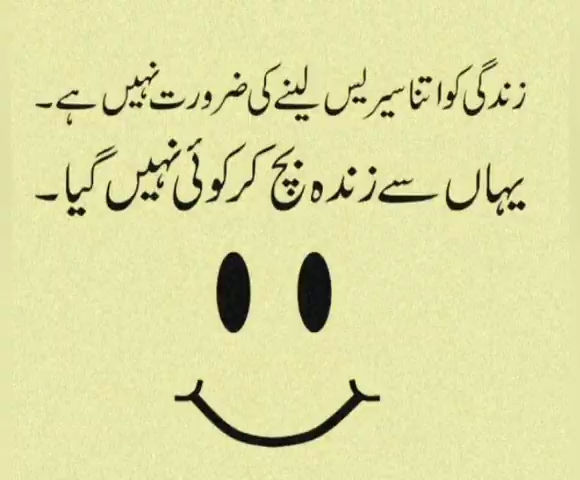 زندگی کو اتنا سیریس لینے کی ضرورت نہیں ہے۔
یہاں سے زندہ بچ کر کوئی نہیں گیا۔